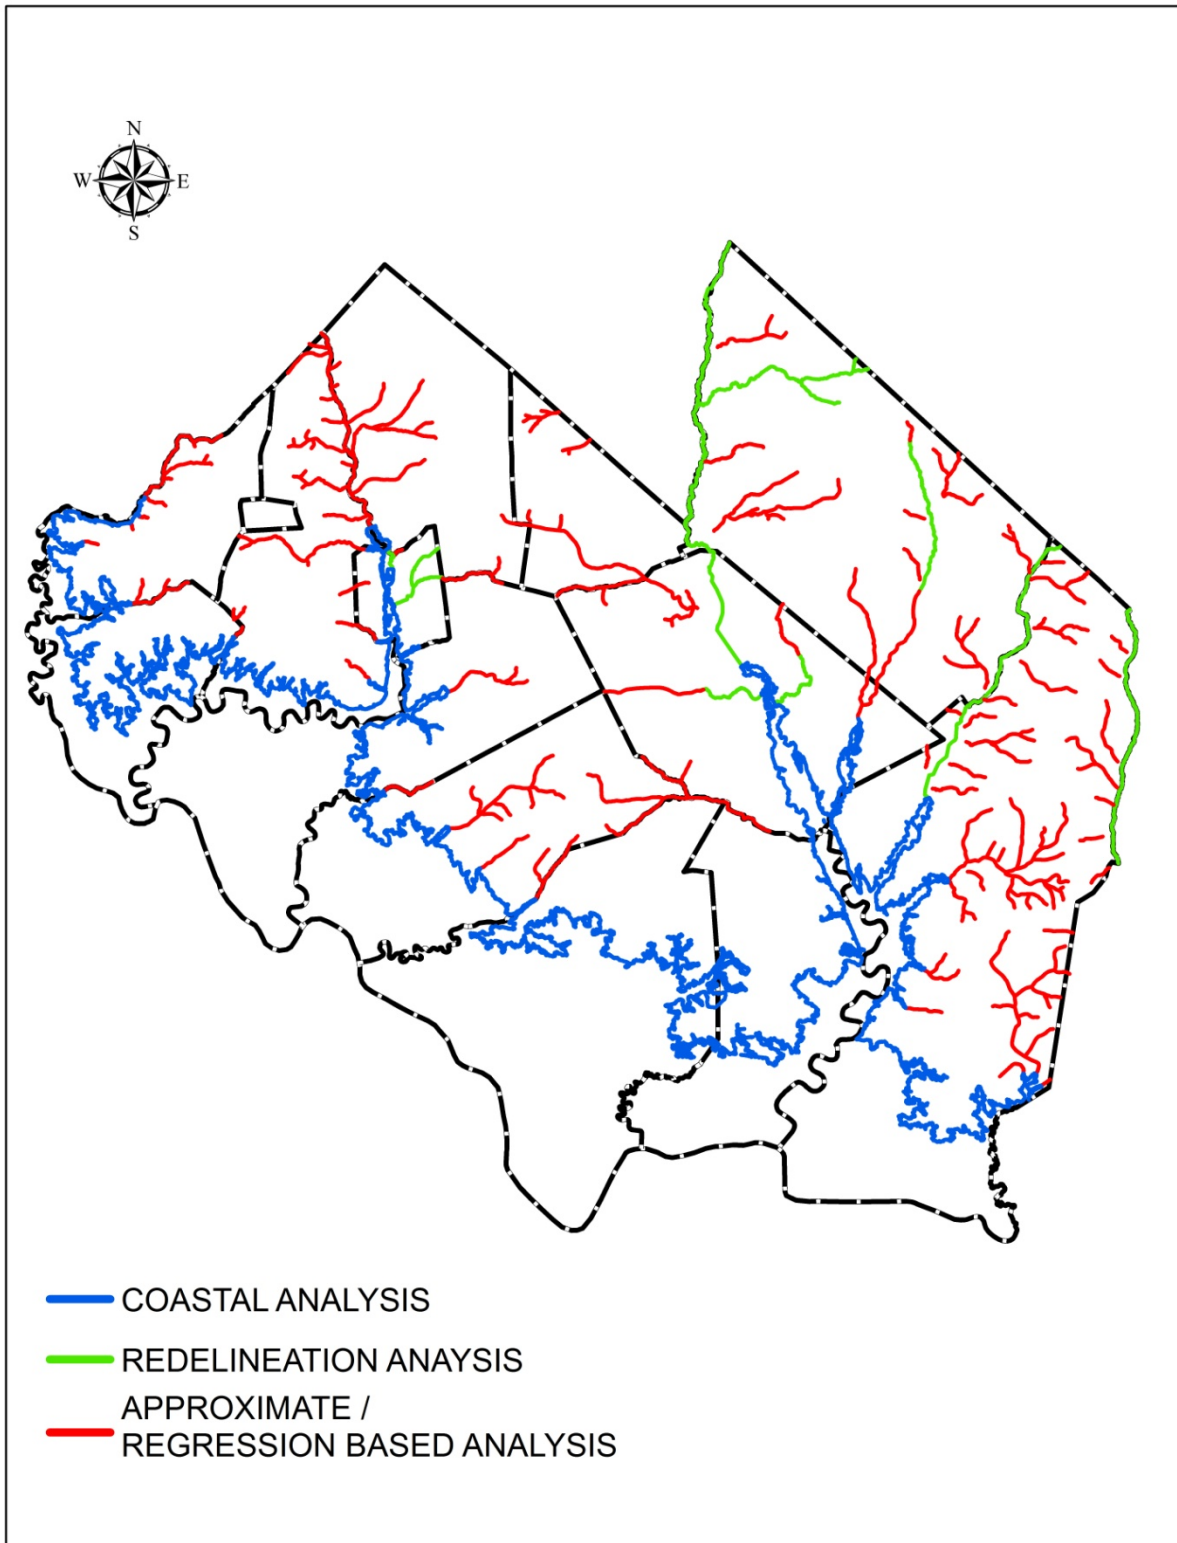 N
W E
S
COASTAL ANALYSIS
REDELINEATION ANAYSIS
APPROXIMATE /
REGRESSION BASED ANALYSIS